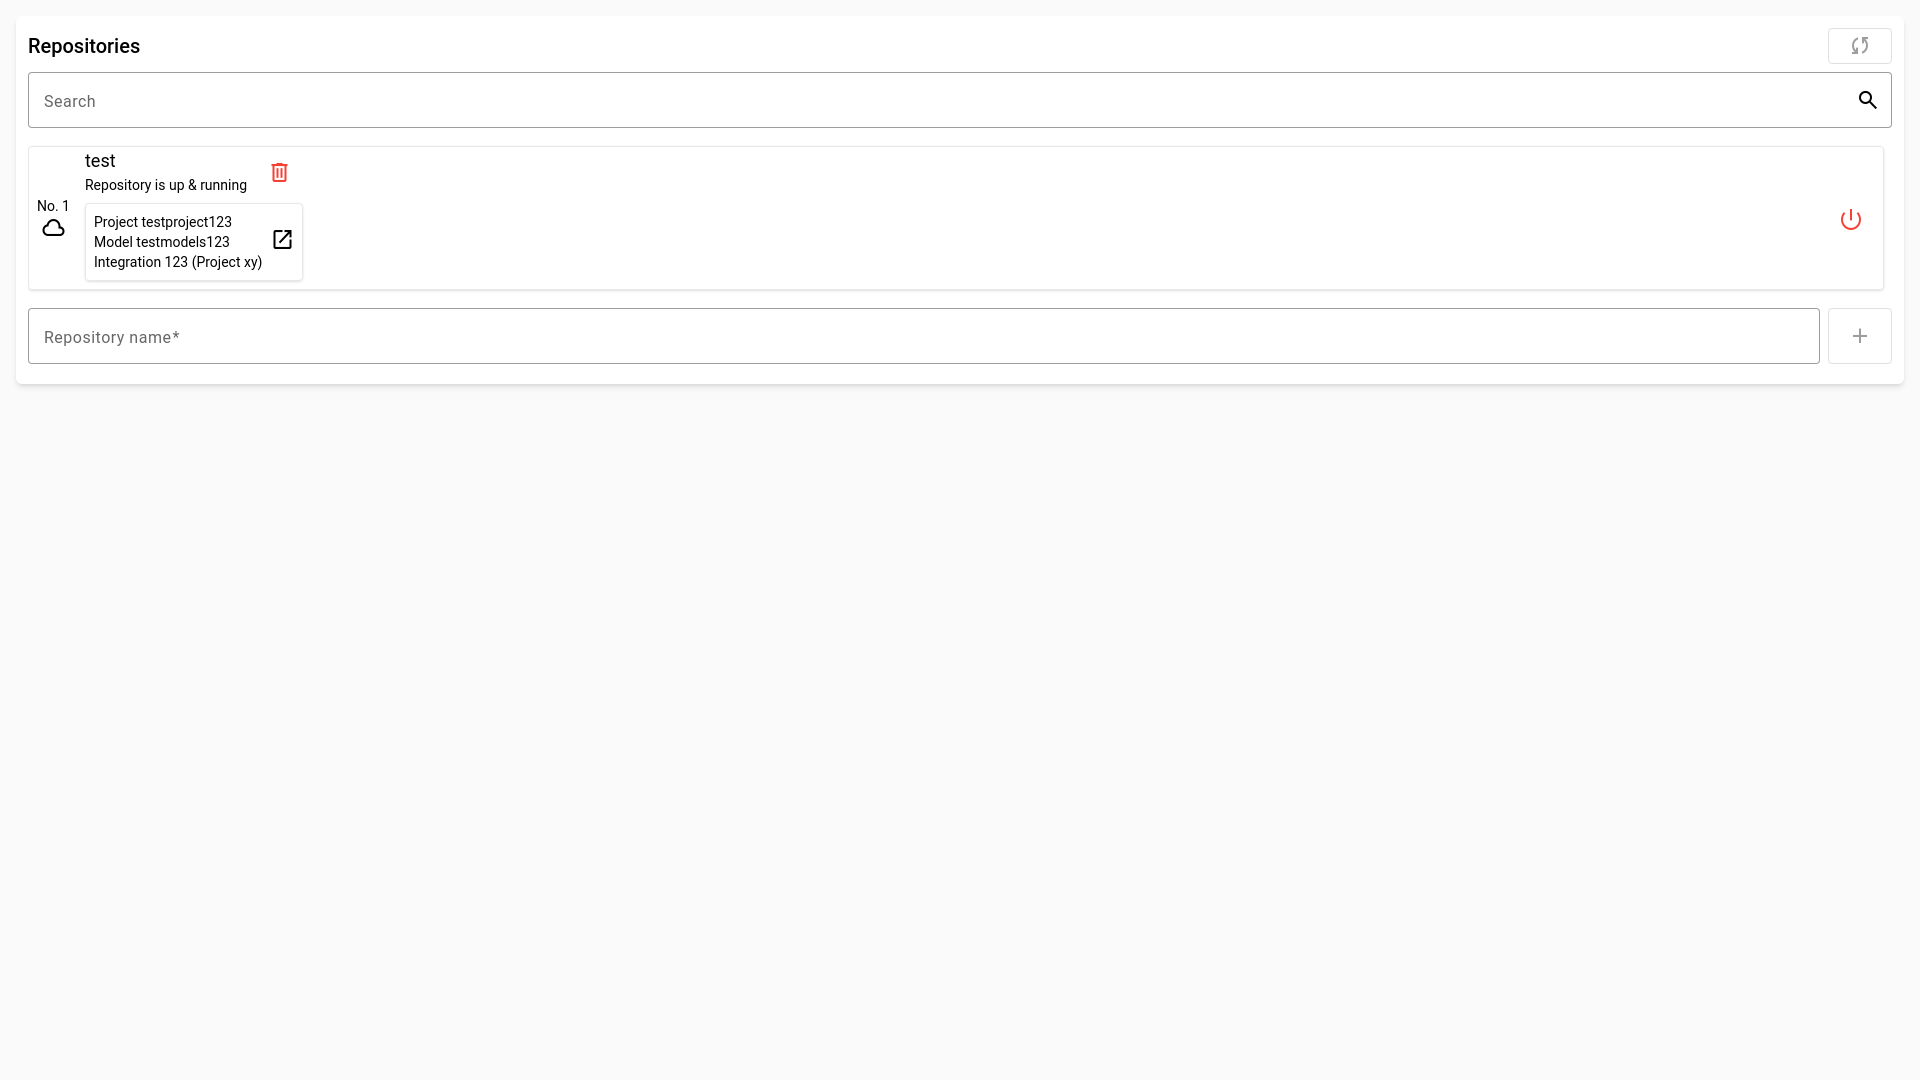 Repositories
Search
test
Repository is up & running
No. 1
Project testproject123
Model testmodels123
Integration 123 (Project xy)
Repository name*